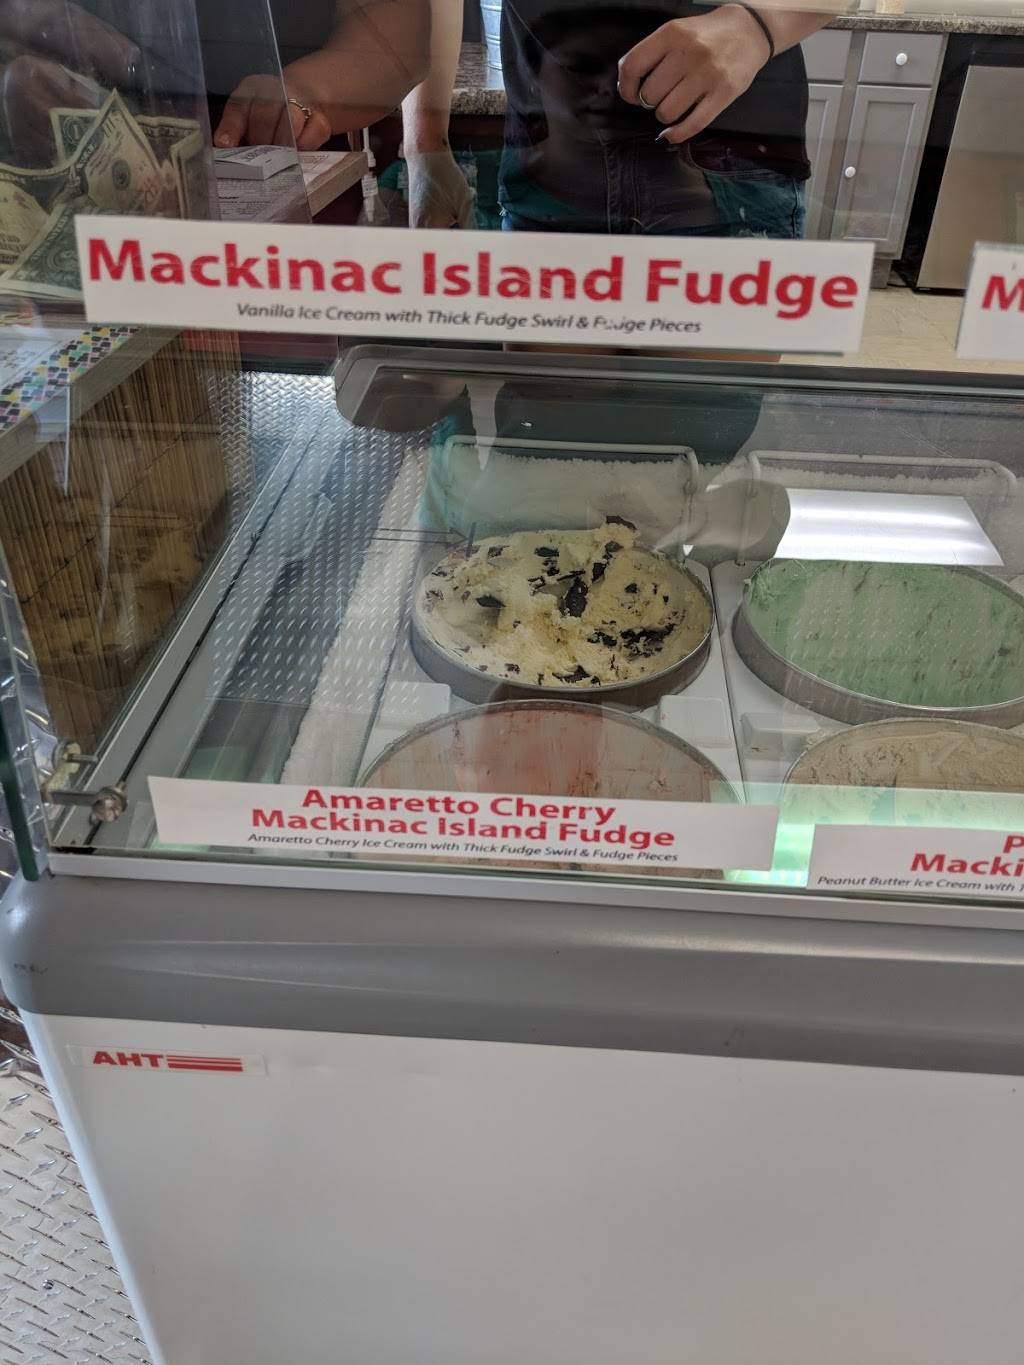 Mackinac Island Fudge
Vanilla Ice Cream with Thick Fudge Swirl & Fudge Pieces
M
Amaretto Cherry
Mackinac Island Fudge
Amaretto Cherry Ice Cream with Thick Fudge Swirl & Fudge Pieces
P
Macki
Peanut Butter Ice Cream with T
AHT